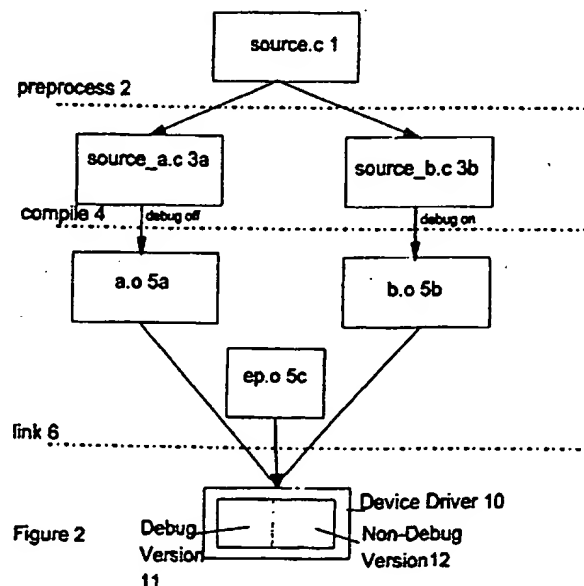 source.c 1
preprocess 2
source_a.c 3a
source_b.c 3b
compile 4
debug off
debug on
a.o 5a
b.o 5b
ep.o 5c
link 6
Device Driver 10
Figure 2
Debug
Version
11
Non-Debug
Version12